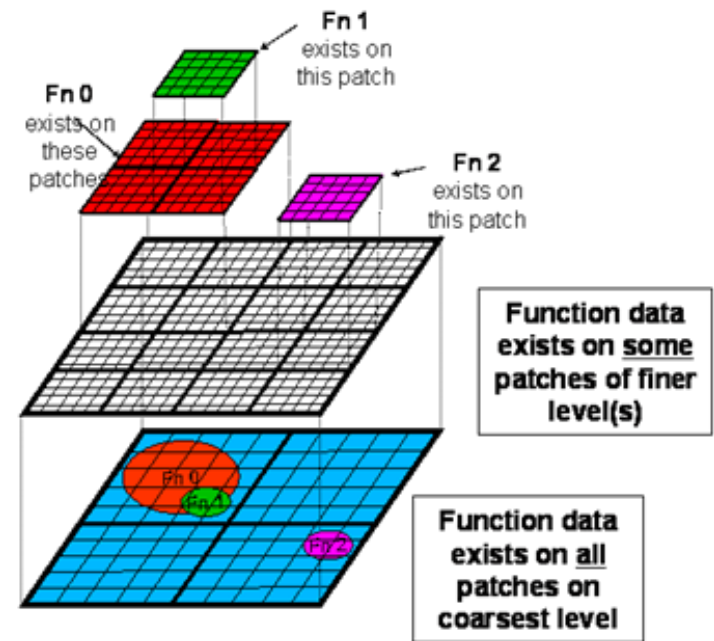 Fn 1
exists on
this patch
Fn 0
exists on
these
patches
Fn 2
exists on
this patch
Function data
exists on some
patches of finer
level(s)
Fn 0
Fn 1
Fn 2
Function data
exists on all
patches on
coarsest level